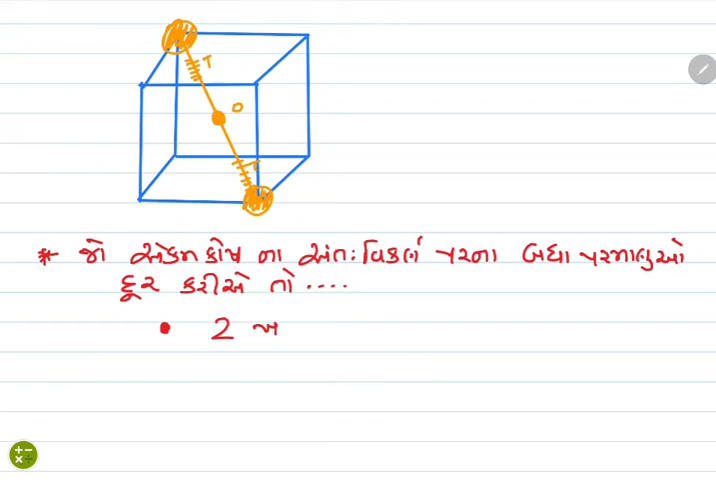 T
O
T
* જો એકમ કોષ ના અંતઃવિકર્ણ પરના બધા પરમાણુઓ
દૂર કરીએ તો ....
• 2 ખ